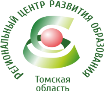 РЕГИОНАЛЬНЫЙ ЦЕНТР РАЗВИТИЯ ОБРАЗОВАНИЯ
Томская
область